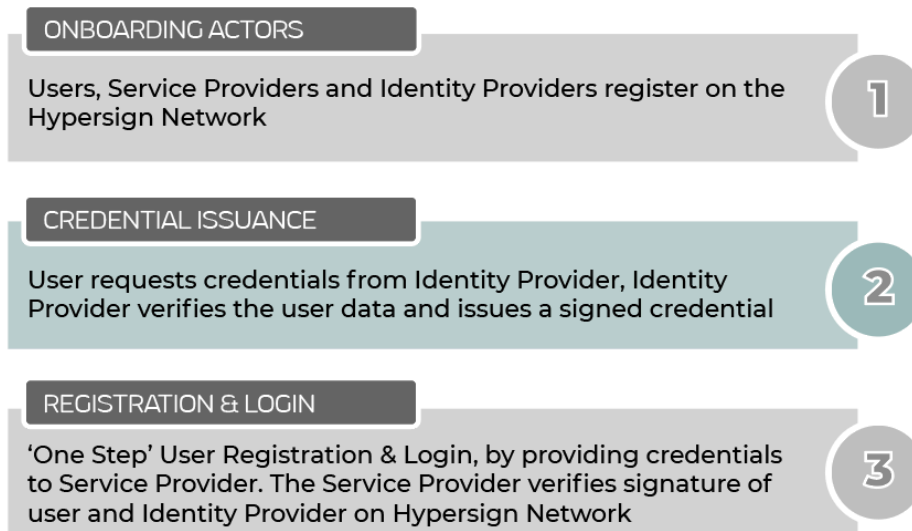 ONBOARDING ACTORS
Users, Service Providers and Identity Providers register on the
Hypersign Network
1
CREDENTIAL ISSUANCE
User requests credentials from Identity Provider, Identity
Provider verifies the user data and issues a signed credential
2
REGISTRATION & LOGIN
‘One Step’ User Registration & Login, by providing credentials
to Service Provider. The Service Provider verifies signature of
user and Identity Provider on Hypersign Network
3